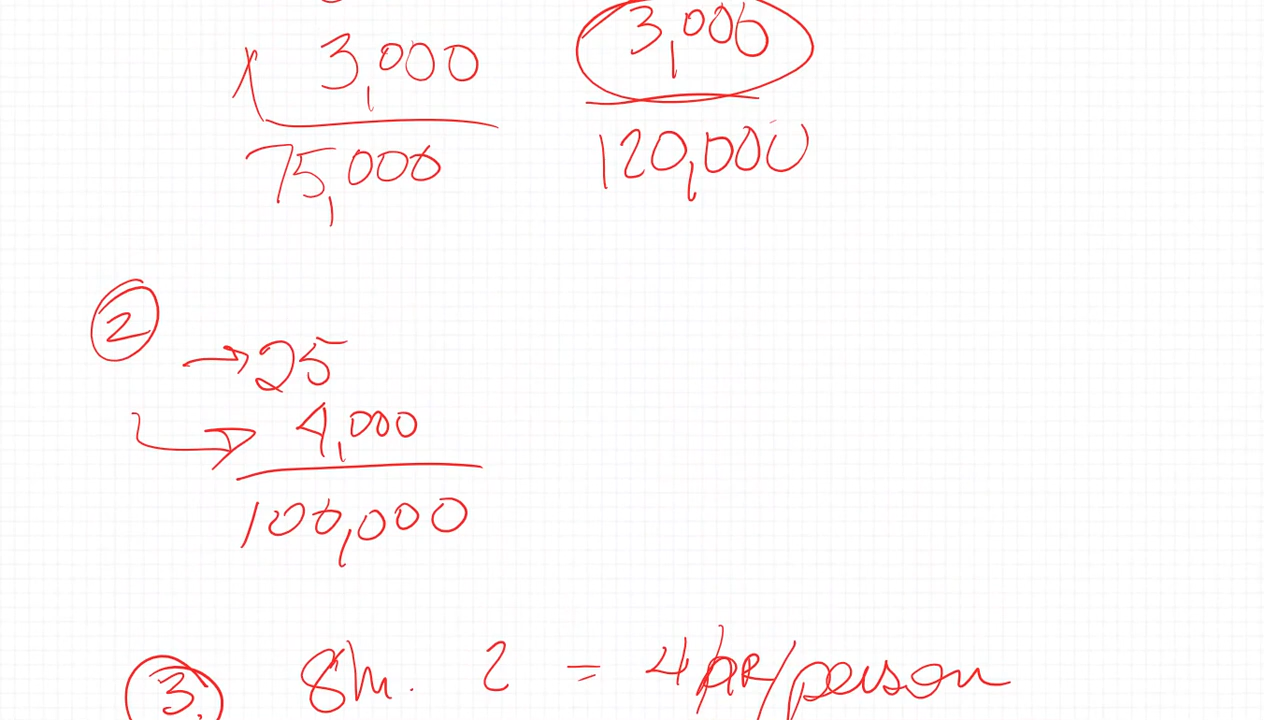 x 3,000 3,000
75,000 120,000
2
→ 25
4,000
100,000
3. 8hr. 2 = 4 hR/person